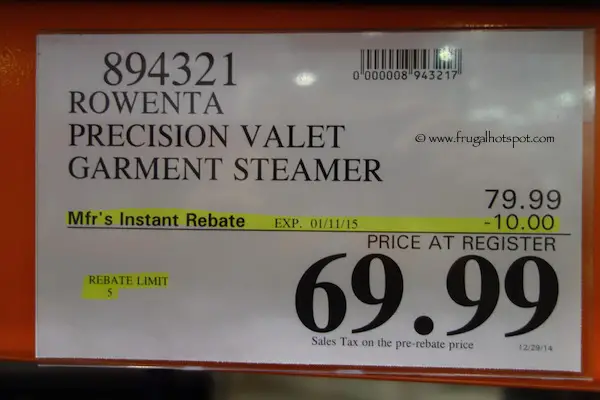 894321
0"000008"943217"
ROWENTA
PRECISION VALET
GARMENT STEAMER
© www.frugalhotspot.com
79.99
Mfr's Instant Rebate EXP. 01/11/15 -10.00
PRICE AT REGISTER
REBATE LIMIT
5
69.99
Sales Tax on the pre-rebate price
12/29/14